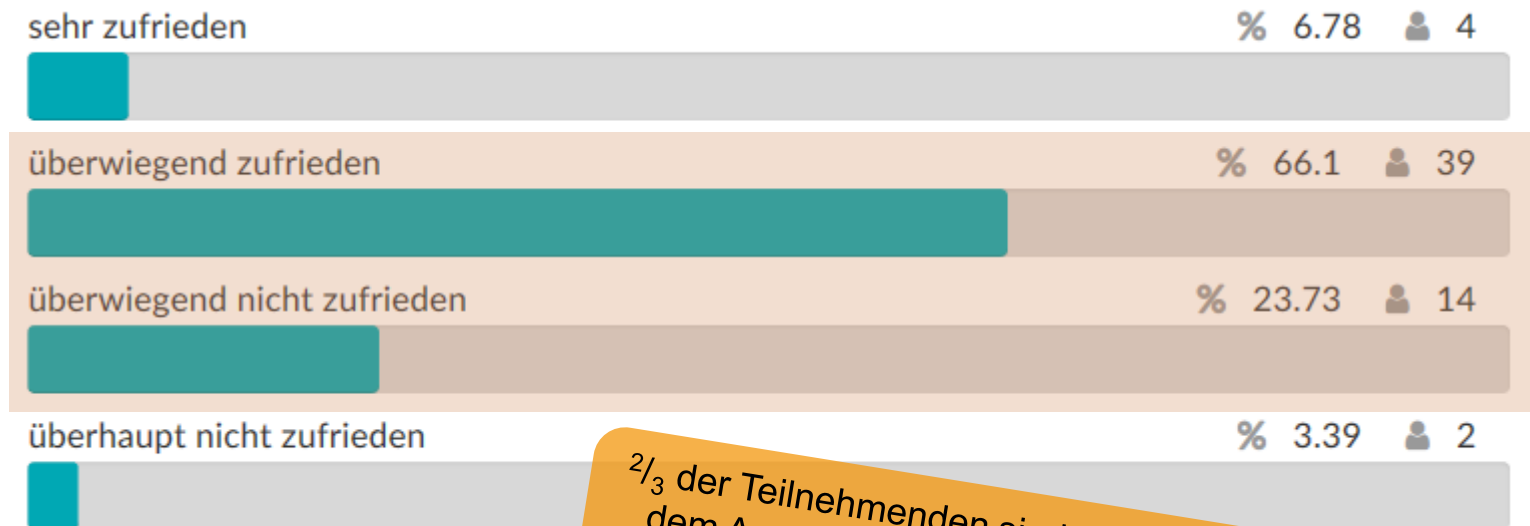 sehr zufrieden % 6.78 4
überwiegend zufrieden % 66.1 39
überwiegend nicht zufrieden % 23.73 14
überhaupt nicht zufrieden % 3.39 2
2/3 der Teilnehmenden
dem